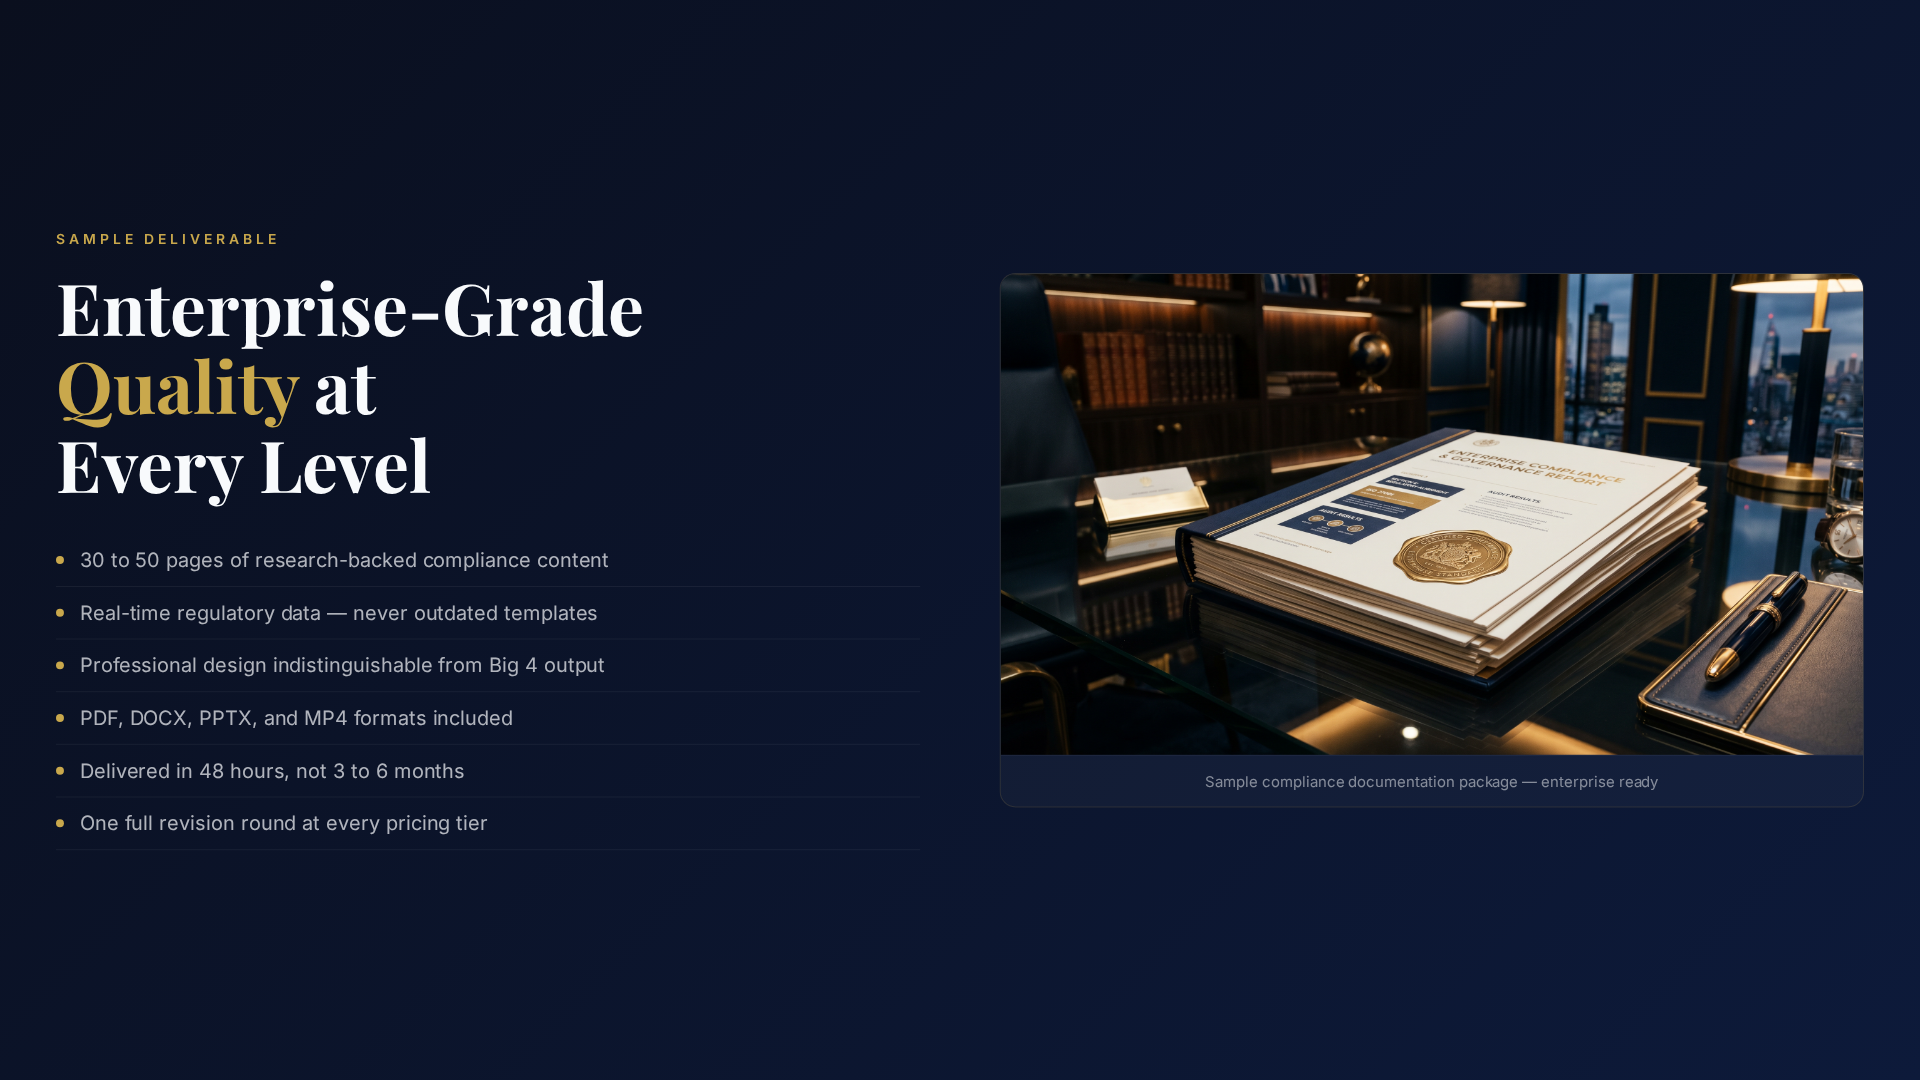 SAMPLE DELIVERABLE
Enterprise-Grade
Quality at
Every Level
30 to 50 pages of research-backed compliance content
Real-time regulatory data — never outdated templates
Professional design indistinguishable from Big 4 output
PDF, DOCX, PPTX, and MP4 formats included
Delivered in 48 hours, not 3 to 6 months
One full revision round at every pricing tier
ENTERPRISE COMPLIANCE
& GOVERNANCE REPORT
AUDIT RESULTS
AUDIT RESULTS
Sample compliance documentation package — enterprise ready